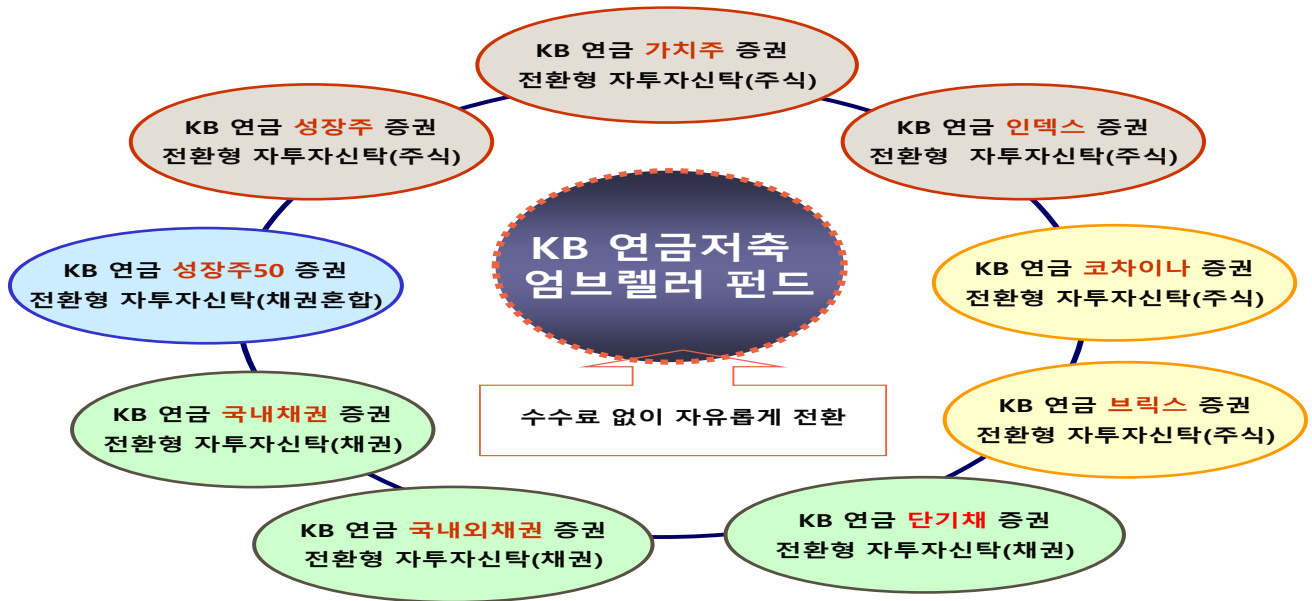 KB 연금 가치주 증권
전환형 자투자신탁(주식)
KB 연금 성장주 증권
전환형 자투자신탁(주식)
KB 연금 인덱스 증권
전환형 자투자신탁(주식)
KB 연금저축
엄브렐러 펀드
KB 연금 성장주50 증권
전환형 자투자신탁(채권혼합)
KB 연금 코차이나 증권
전환형 자투자신탁(주식)
수수료 없이 자유롭게 전환
KB 연금 국내채권 증권
전환형 자투자신탁(채권)
KB 연금 브릭스 증권
전환형 자투자신탁(주식)
KB 연금 국내외채권 증권
전환형 자투자신탁(채권)
KB 연금 단기채 증권
전환형 자투자신탁(채권)